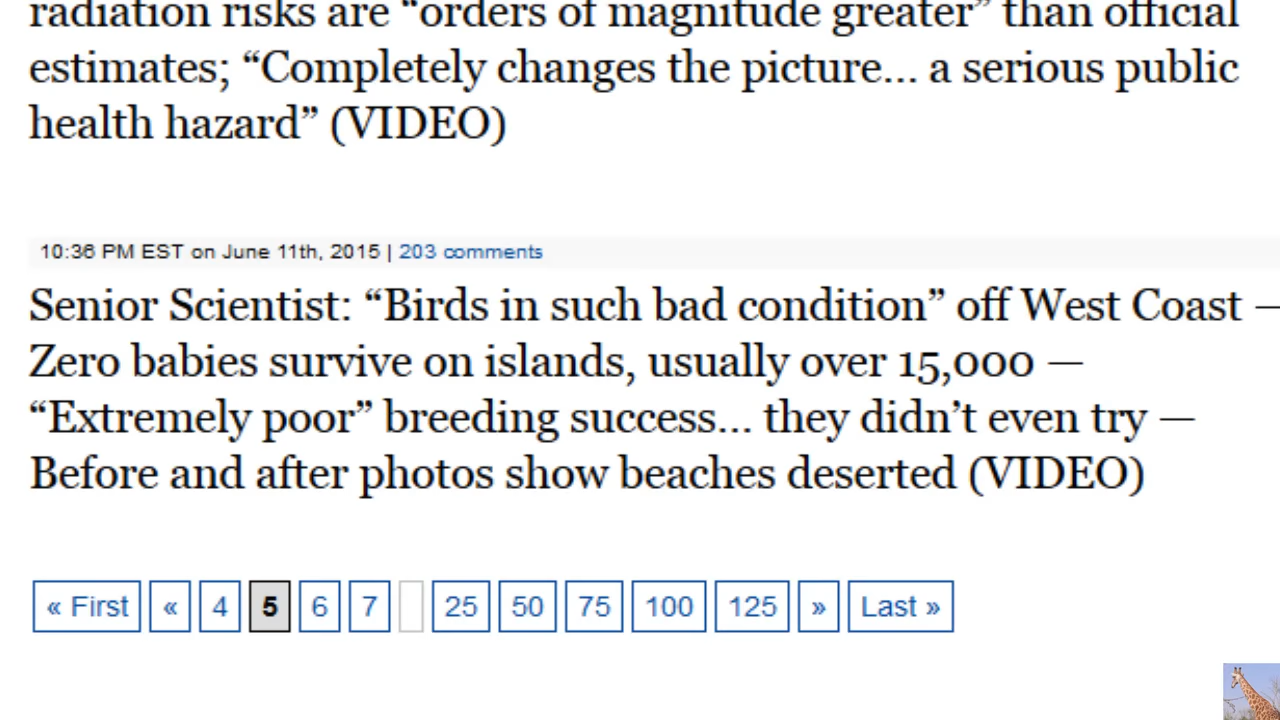 radiation risks are “orders of magnitude greater” than official
estimates; “Completely changes the picture... a serious public
health hazard” (VIDEO)
10:36 PM EST on June 11th, 2015 | 203 comments
Senior Scientist: “Birds in such bad condition” off West Coast —
Zero babies survive on islands, usually over 15,000 —
“Extremely poor” breeding success... they didn’t even try —
Before and after photos show beaches deserted (VIDEO)
« First « 4 5 6 7 25 50 75 100 125 » Last »